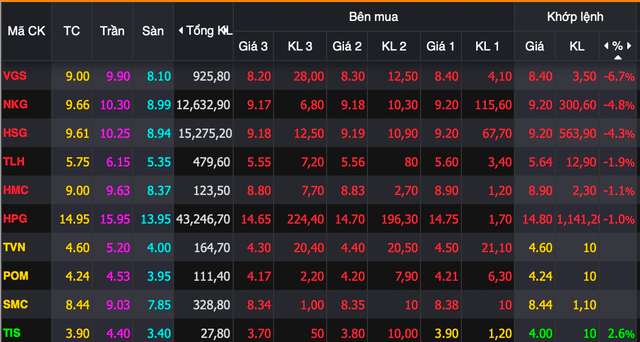 Mã CK TC Trần Sàn Tổng KL Bên mua Khớp lệnh
Giá 3 KL 3 Giá 2 KL 2 Giá 1 KL 1 Giá KL %
VGS 9.00 9.90 8.10 925,80 8.20 28,00 8.30 12,50 8.40 4,10 8.40 3,50 -6.7%
NKG 9.66 10.30 8.99 12,632,90 9.17 6,80 9.18 10,30 9.20 115,60 9.20 300,60 -4.8%
HSG 9.61 10.25 8.94 15,275,20 9.18 12,50 9.19 10,90 9.20 67,70 9.20 563,90 -4.3%
TLH 5.75 6.15 5.35 479,60 5.55 7,20 5.56 80 5.60 3,40 5.64 12,90 -1.9%
HMC 9.00 9.63 8.37 123,50 8.80 7,70 8.83 2,70 8.90 1,20 8.90 2,30 -1.1%
HPG 14.95 15.95 13.95 43,246,70 14.65 224,40 14.70 196,30 14.75 1,70 14.80 1,141,20 -1.0%
TVN 4.60 5.20 4.00 164,70 4.30 20,40 4.40 20,50 4.50 21,10 4.60 10
POM 4.24 4.53 3.95 111,40 4.17 2,20 4.20 7,90 4.21 6,30 4.24 10
SMC 8.44 9.03 7.85 328,80 8.34 1,00 8.35 10 8.38 10 8.44 1,10
TIS 3.90 4.40 3.40 27,80 3.70 50 3.80 10,00 3.90 1,20 4.00 10 2.6%